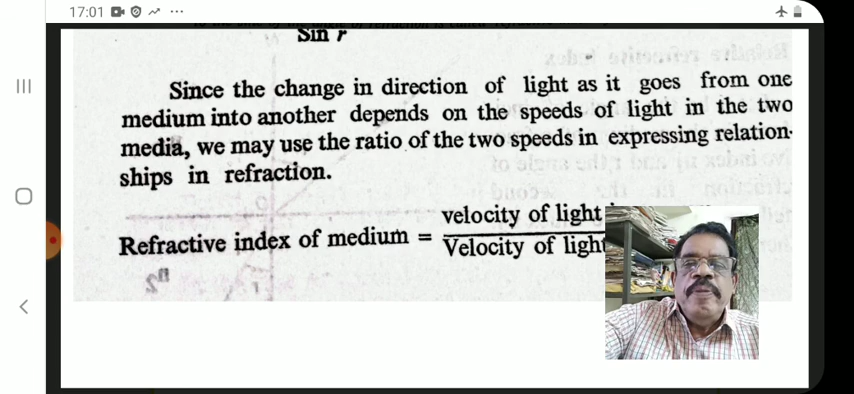 17:01
Sin r
Since the change in direction of light as it goes from one
medium into another depends on the speeds of light in the two
media, we may use the ratio of the two speeds in expressing relation-
ships in refraction.
velocity of light
Refractive index of medium =
Velocity of light